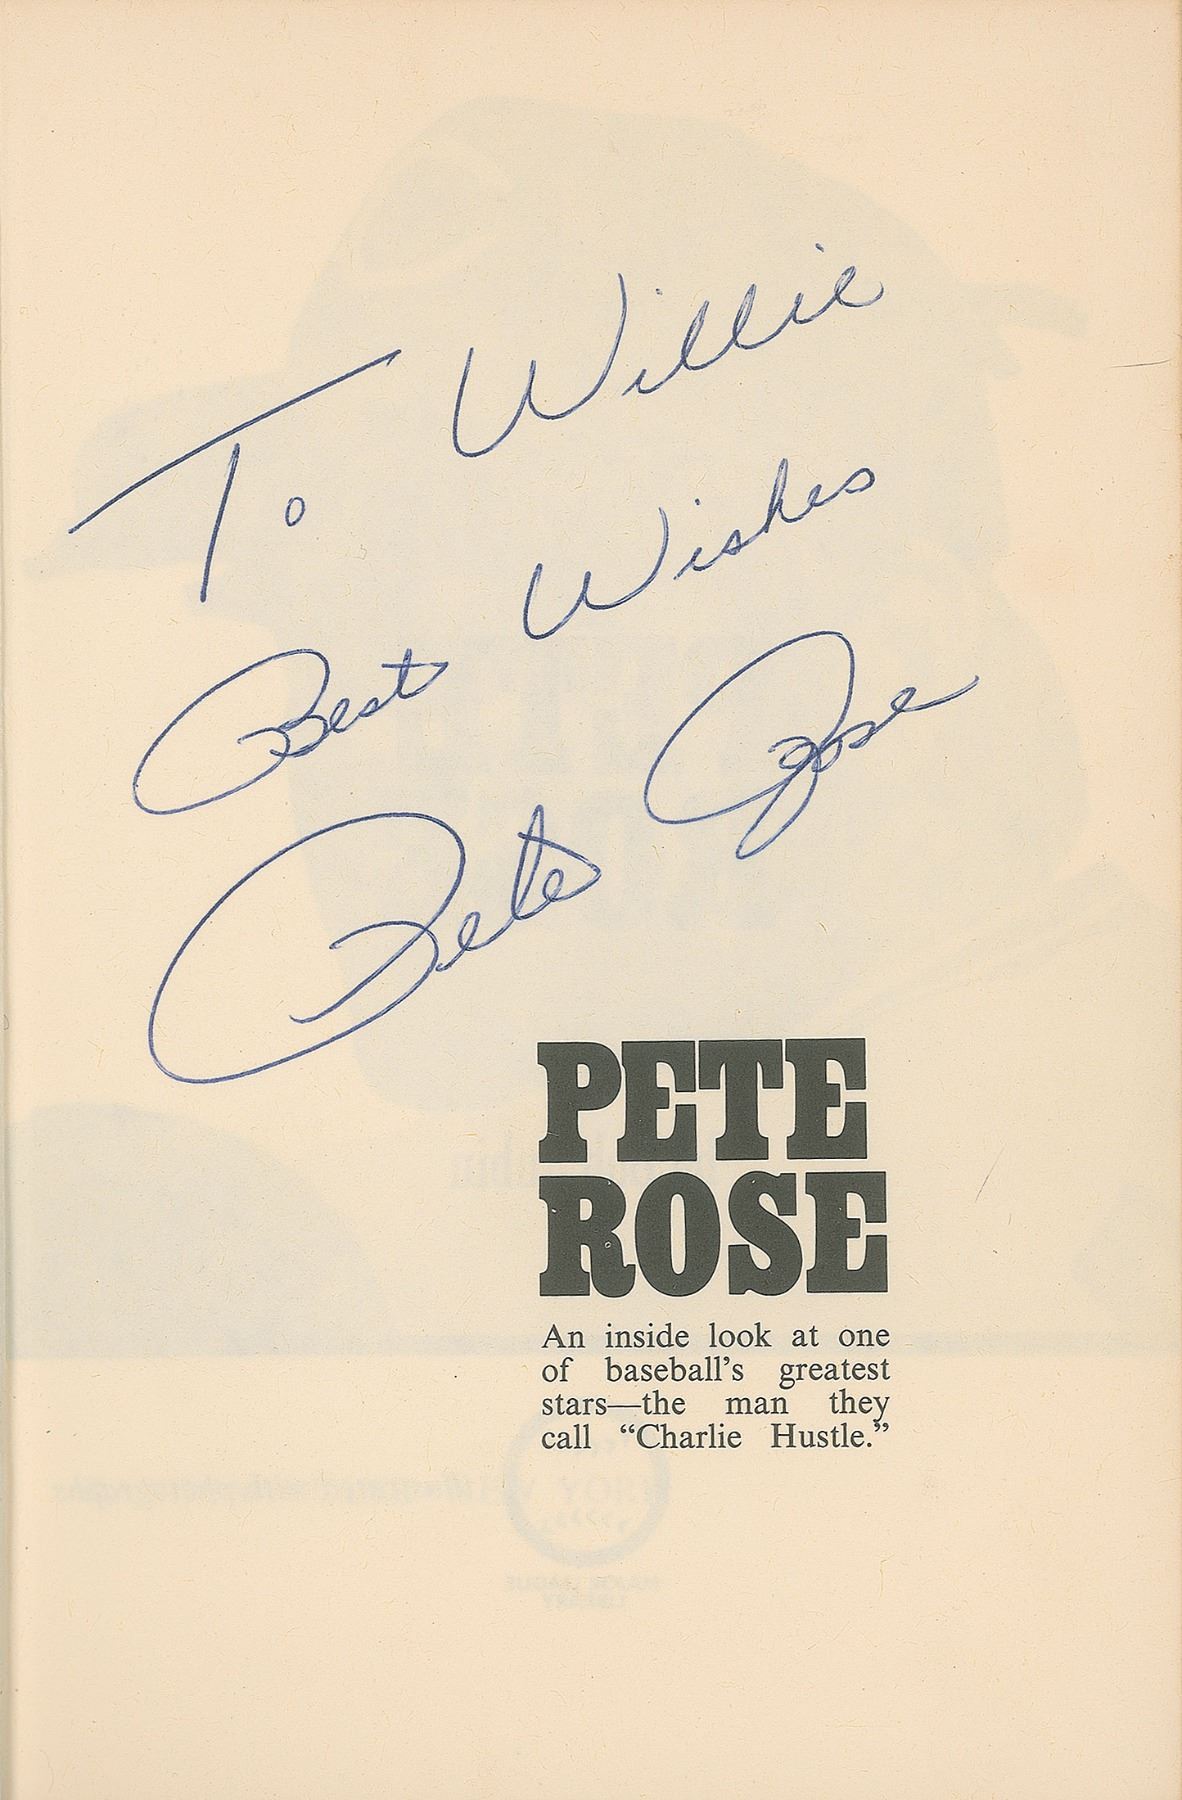 To Willie
Best Wishes
Pete Rose
PETE
ROSE
An inside look at one
of baseball's greatest
stars—the man they
call “Charlie Hustle.”